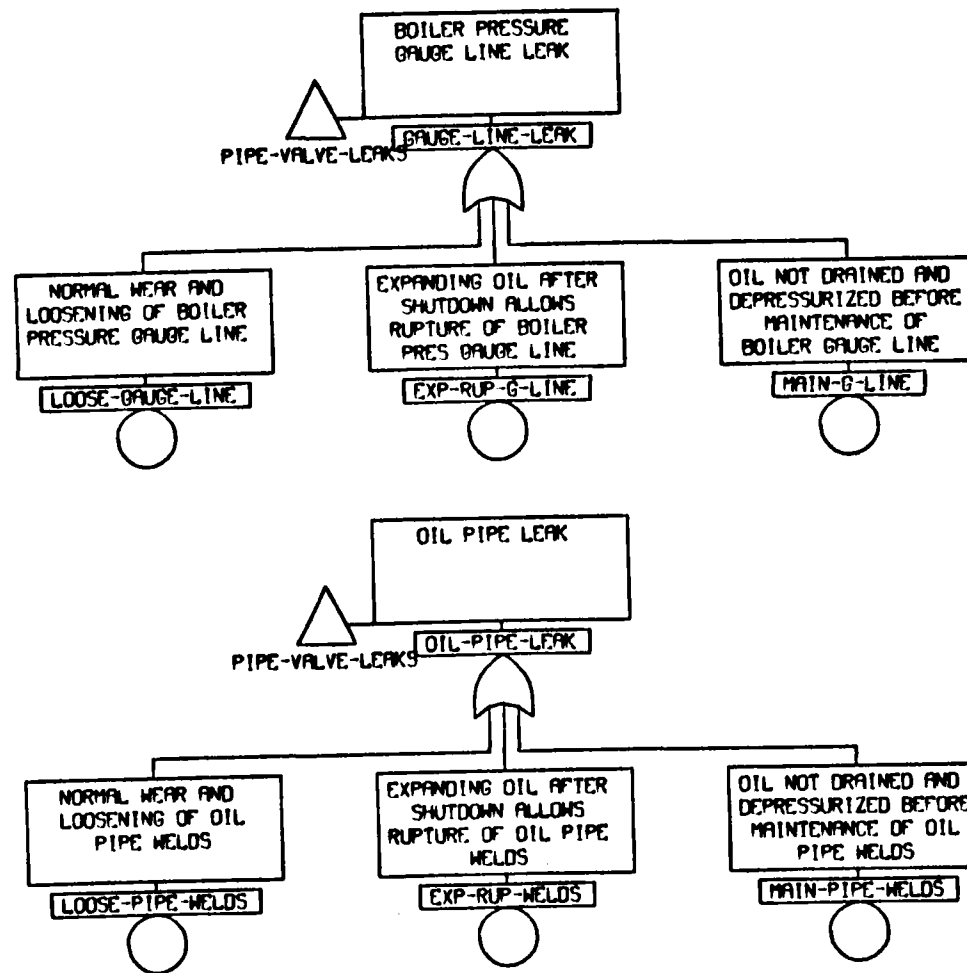 BOILER PRESSURE
GAUGE LINE LEAK
PIPE-VALVE-LEAKS
GAUGE-LINE-LEAK
NORMAL WEAR AND
LOOSENING OF BOILER
PRESSURE GAUGE LINE
LOOSE-GAUGE-LINE
EXPANDING OIL AFTER
SHUTDOWN ALLOWS
RUPTURE OF BOILER
PRES GAUGE LINE
EXP-RUP-G-LINE
OIL NOT DRAINED AND
DEPRESSURIZED BEFORE
MAINTENANCE OF
BOILER GAUGE LINE
MAIN-G-LINE
OIL PIPE LEAK
PIPE-VALVE-LEAKS
OIL-PIPE-LEAK
NORMAL WEAR AND
LOOSENING OF OIL
PIPE WELDS
LOOSE-PIPE-WELDS
EXPANDING OIL AFTER
SHUTDOWN ALLOWS
RUPTURE OF OIL PIPE
WELDS
EXP-RUP-WELDS
OIL NOT DRAINED AND
DEPRESSURIZED BEFORE
MAINTENANCE OF OIL
PIPE WELDS
MAIN-PIPE-WELDS